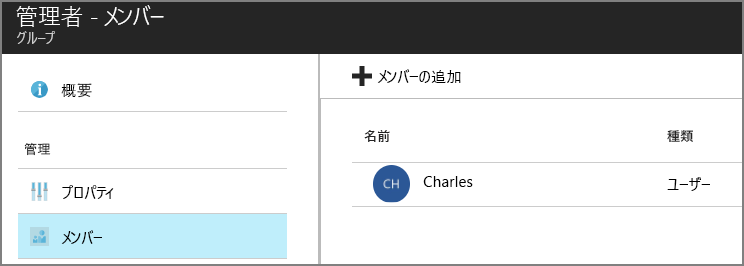 管理者 - メンバー
グループ
概要
管理
プロパティ
メンバー
メンバーの追加
名前 種類
CH Charles ユーザー